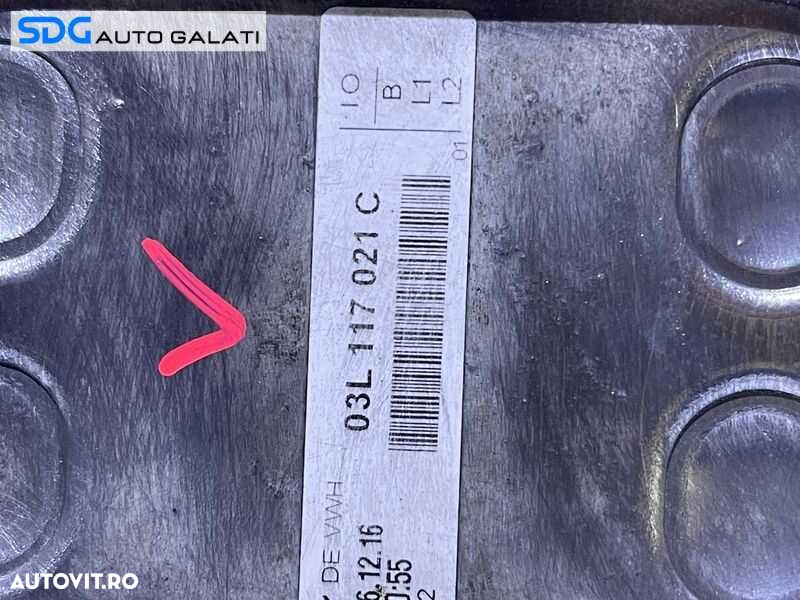 SDG AUTO GALATI
IO
B
L1
L2
01
03L 117 021 C
DE VWH
6.12.16
0:55
2
AUTOVIT.RO